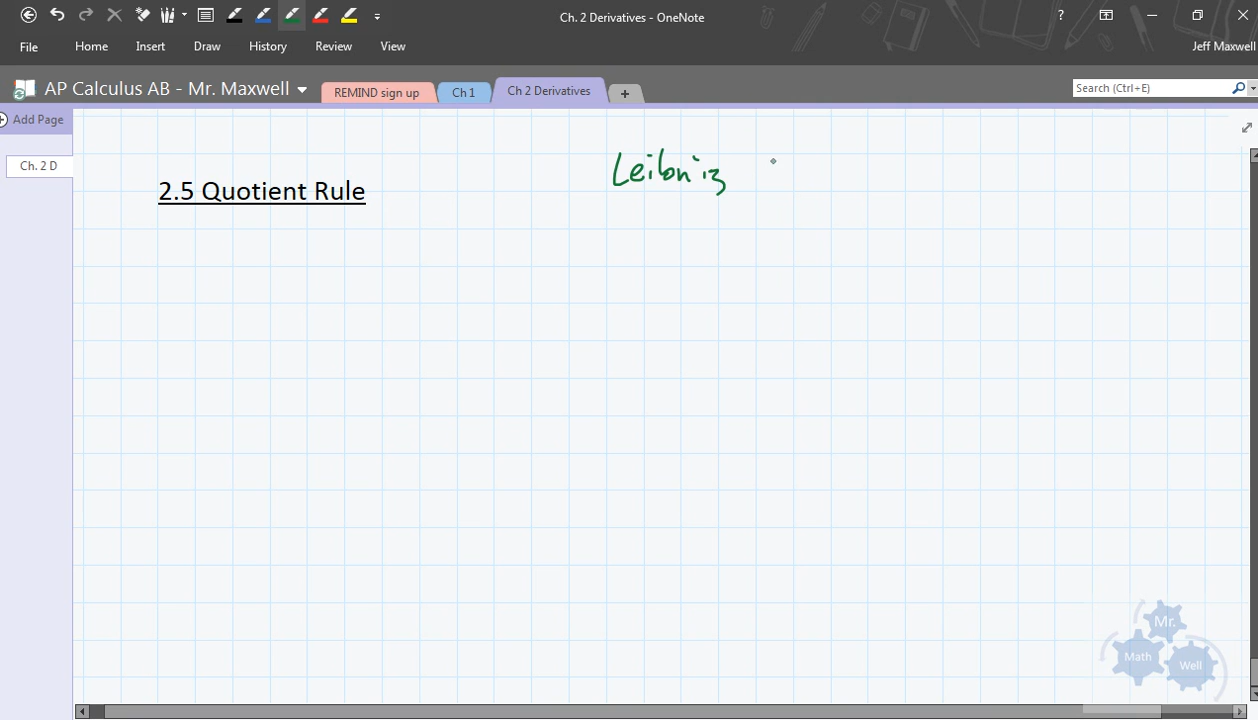 Ch. 2 Derivatives - OneNote
?
File
Home
Insert
Draw
History
Review
View
Jeff Maxwell
AP Calculus AB - Mr. Maxwell
REMIND sign up
Ch 1
Ch 2 Derivatives
+
Search (Ctrl+E)
Add Page
Ch. 2 D
Leibniz
2.5 Quotient Rule
Mr.
Math
Well